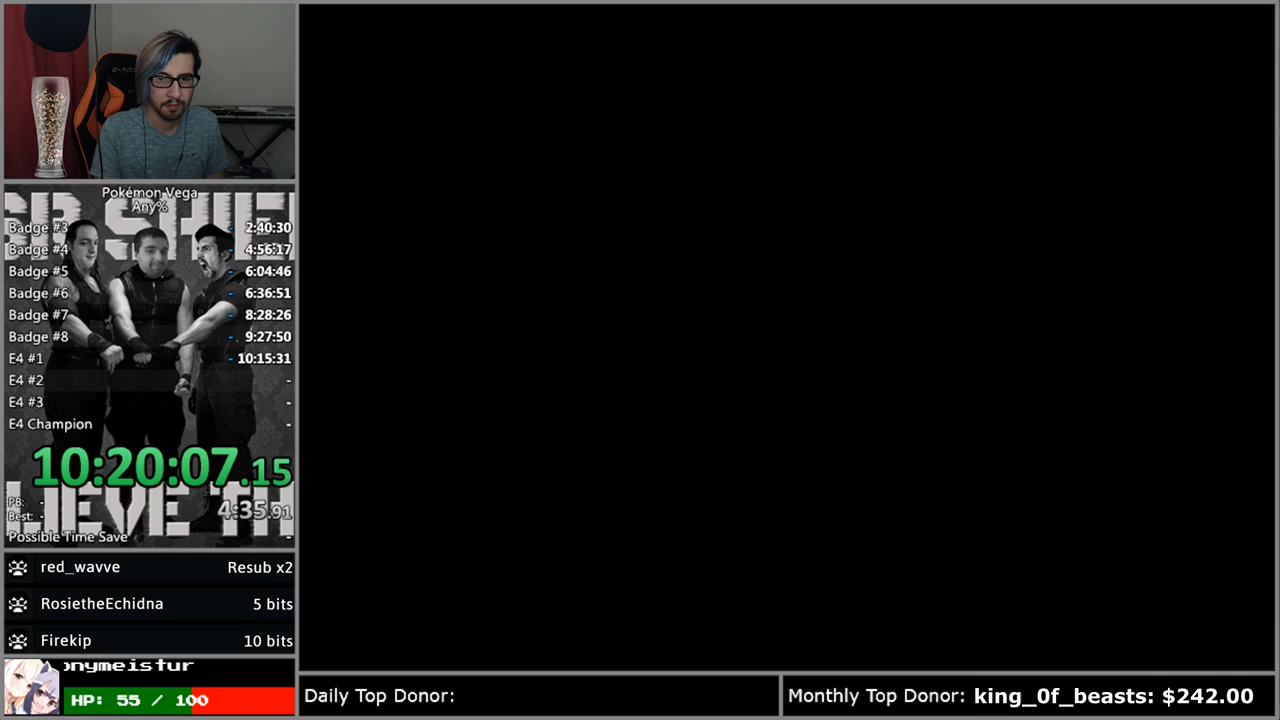 Pokémon Vega
Any%
Badge #3 - 2:40:30
Badge #4 - 4:56:17
Badge #5 - 6:04:46
Badge #6 - 6:36:51
Badge #7 - 8:28:26
Badge #8 - 9:27:50
E4 #1 - 10:15:31
E4 #2 -
E4 #3 -
E4 Champion -
10:20:07.15
PB: -
Best: -
4:35.91
LIEVE TH
Possible Time Save -
red_wavve Resub x2
RosietheEchidna 5 bits
Firekip 10 bits
onymeistur
HP: 55 / 100
Daily Top Donor:
Monthly Top Donor: king_0f_beasts: $242.00